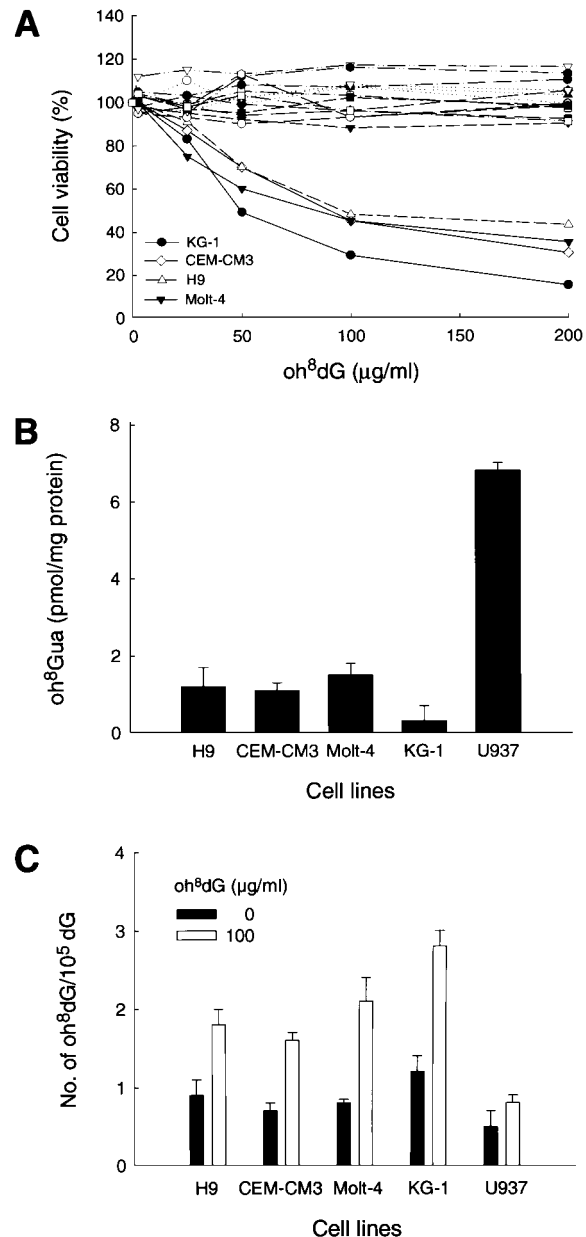 A
140
120
100
80
60
40
20
0
Cell viability (%)
KG-1
CEM-CM3
H9
Molt-4
0
50
100
150
200
oh⁸dG (µg/ml)
B
8
6
4
2
0
oh⁸Gua (pmol/mg protein)
H9 CEM-CM3 Molt-4 KG-1 U937
Cell lines
C
4
3
2
1
0
No. of oh⁸dG/10⁵ dG
oh⁸dG (µg/ml)
0
100
H9 CEM-CM3 Molt-4 KG-1 U937
Cell lines